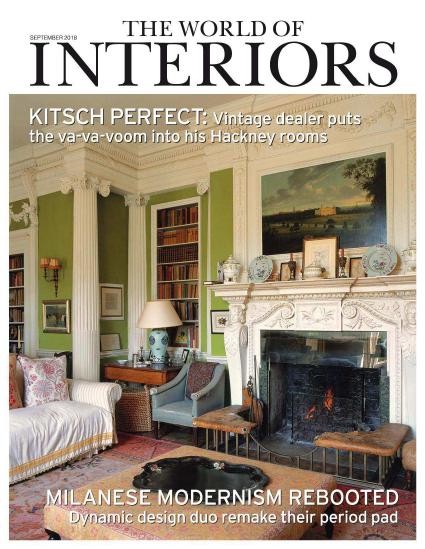 THE WORLD OF
SEPTEMBER 2018
INTERIORS
KITSCH PERFECT: Vintage dealer puts
the va-va-voom into his Hackney rooms
MILANESE MODERNISM REBOOTED
Dynamic design duo remake their period pad